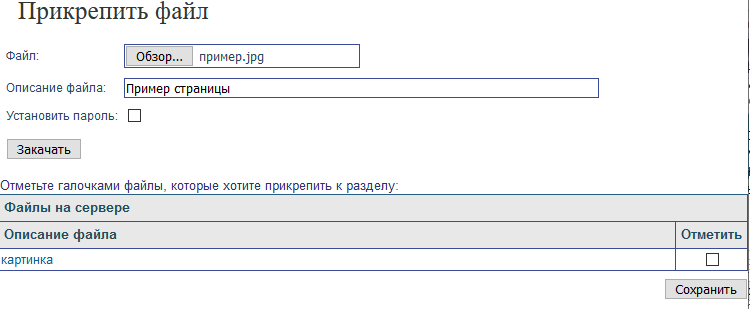 Прикрепить файл
Файл: Обзор... пример.jpg
Описание файла: Пример страницы
Установить пароль:
Закачать
Отметьте галочками файлы, которые хотите прикрепить к разделу:
Файлы на сервере
Описание файла Отметить
картинка
Сохранить